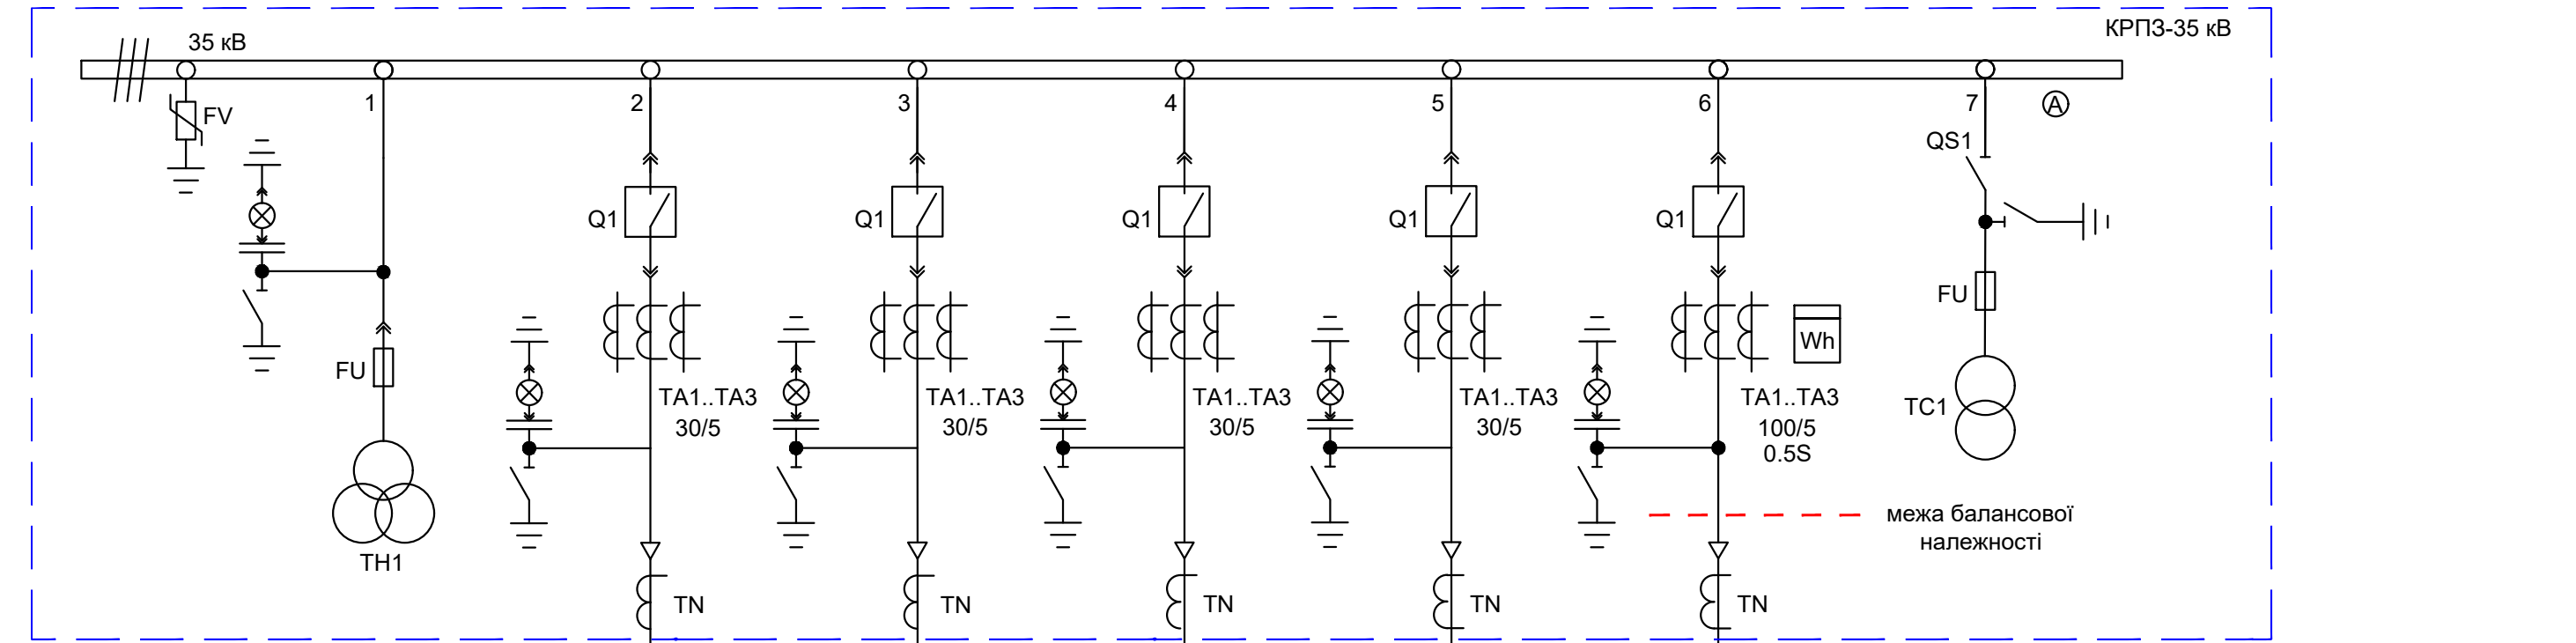 КРПЗ-35 кВ
35 кВ
1
2
3
4
5
6
7
A
FV
QS1
Q1
Q1
Q1
Q1
Q1
FU
Wh
FU
TA1..TA3
30/5
TA1..TA3
30/5
TA1..TA3
30/5
TA1..TA3
30/5
TA1..TA3
100/5
0.5S
TC1
межа балансової
належності
ТН1
TN
TN
TN
TN
TN